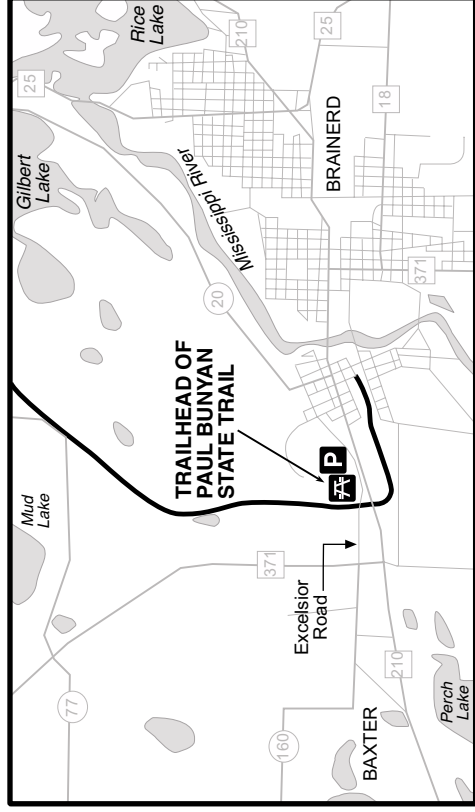 Rice
Lake
210
25
25
Gilbert
Lake
18
BRAINERD
Mississippi River
371
20
TRAILHEAD OF
PAUL BUNYAN
STATE TRAIL
P
Mud
Lake
371
Excelsior
Road
77
210
160
BAXTER
Perch
Lake